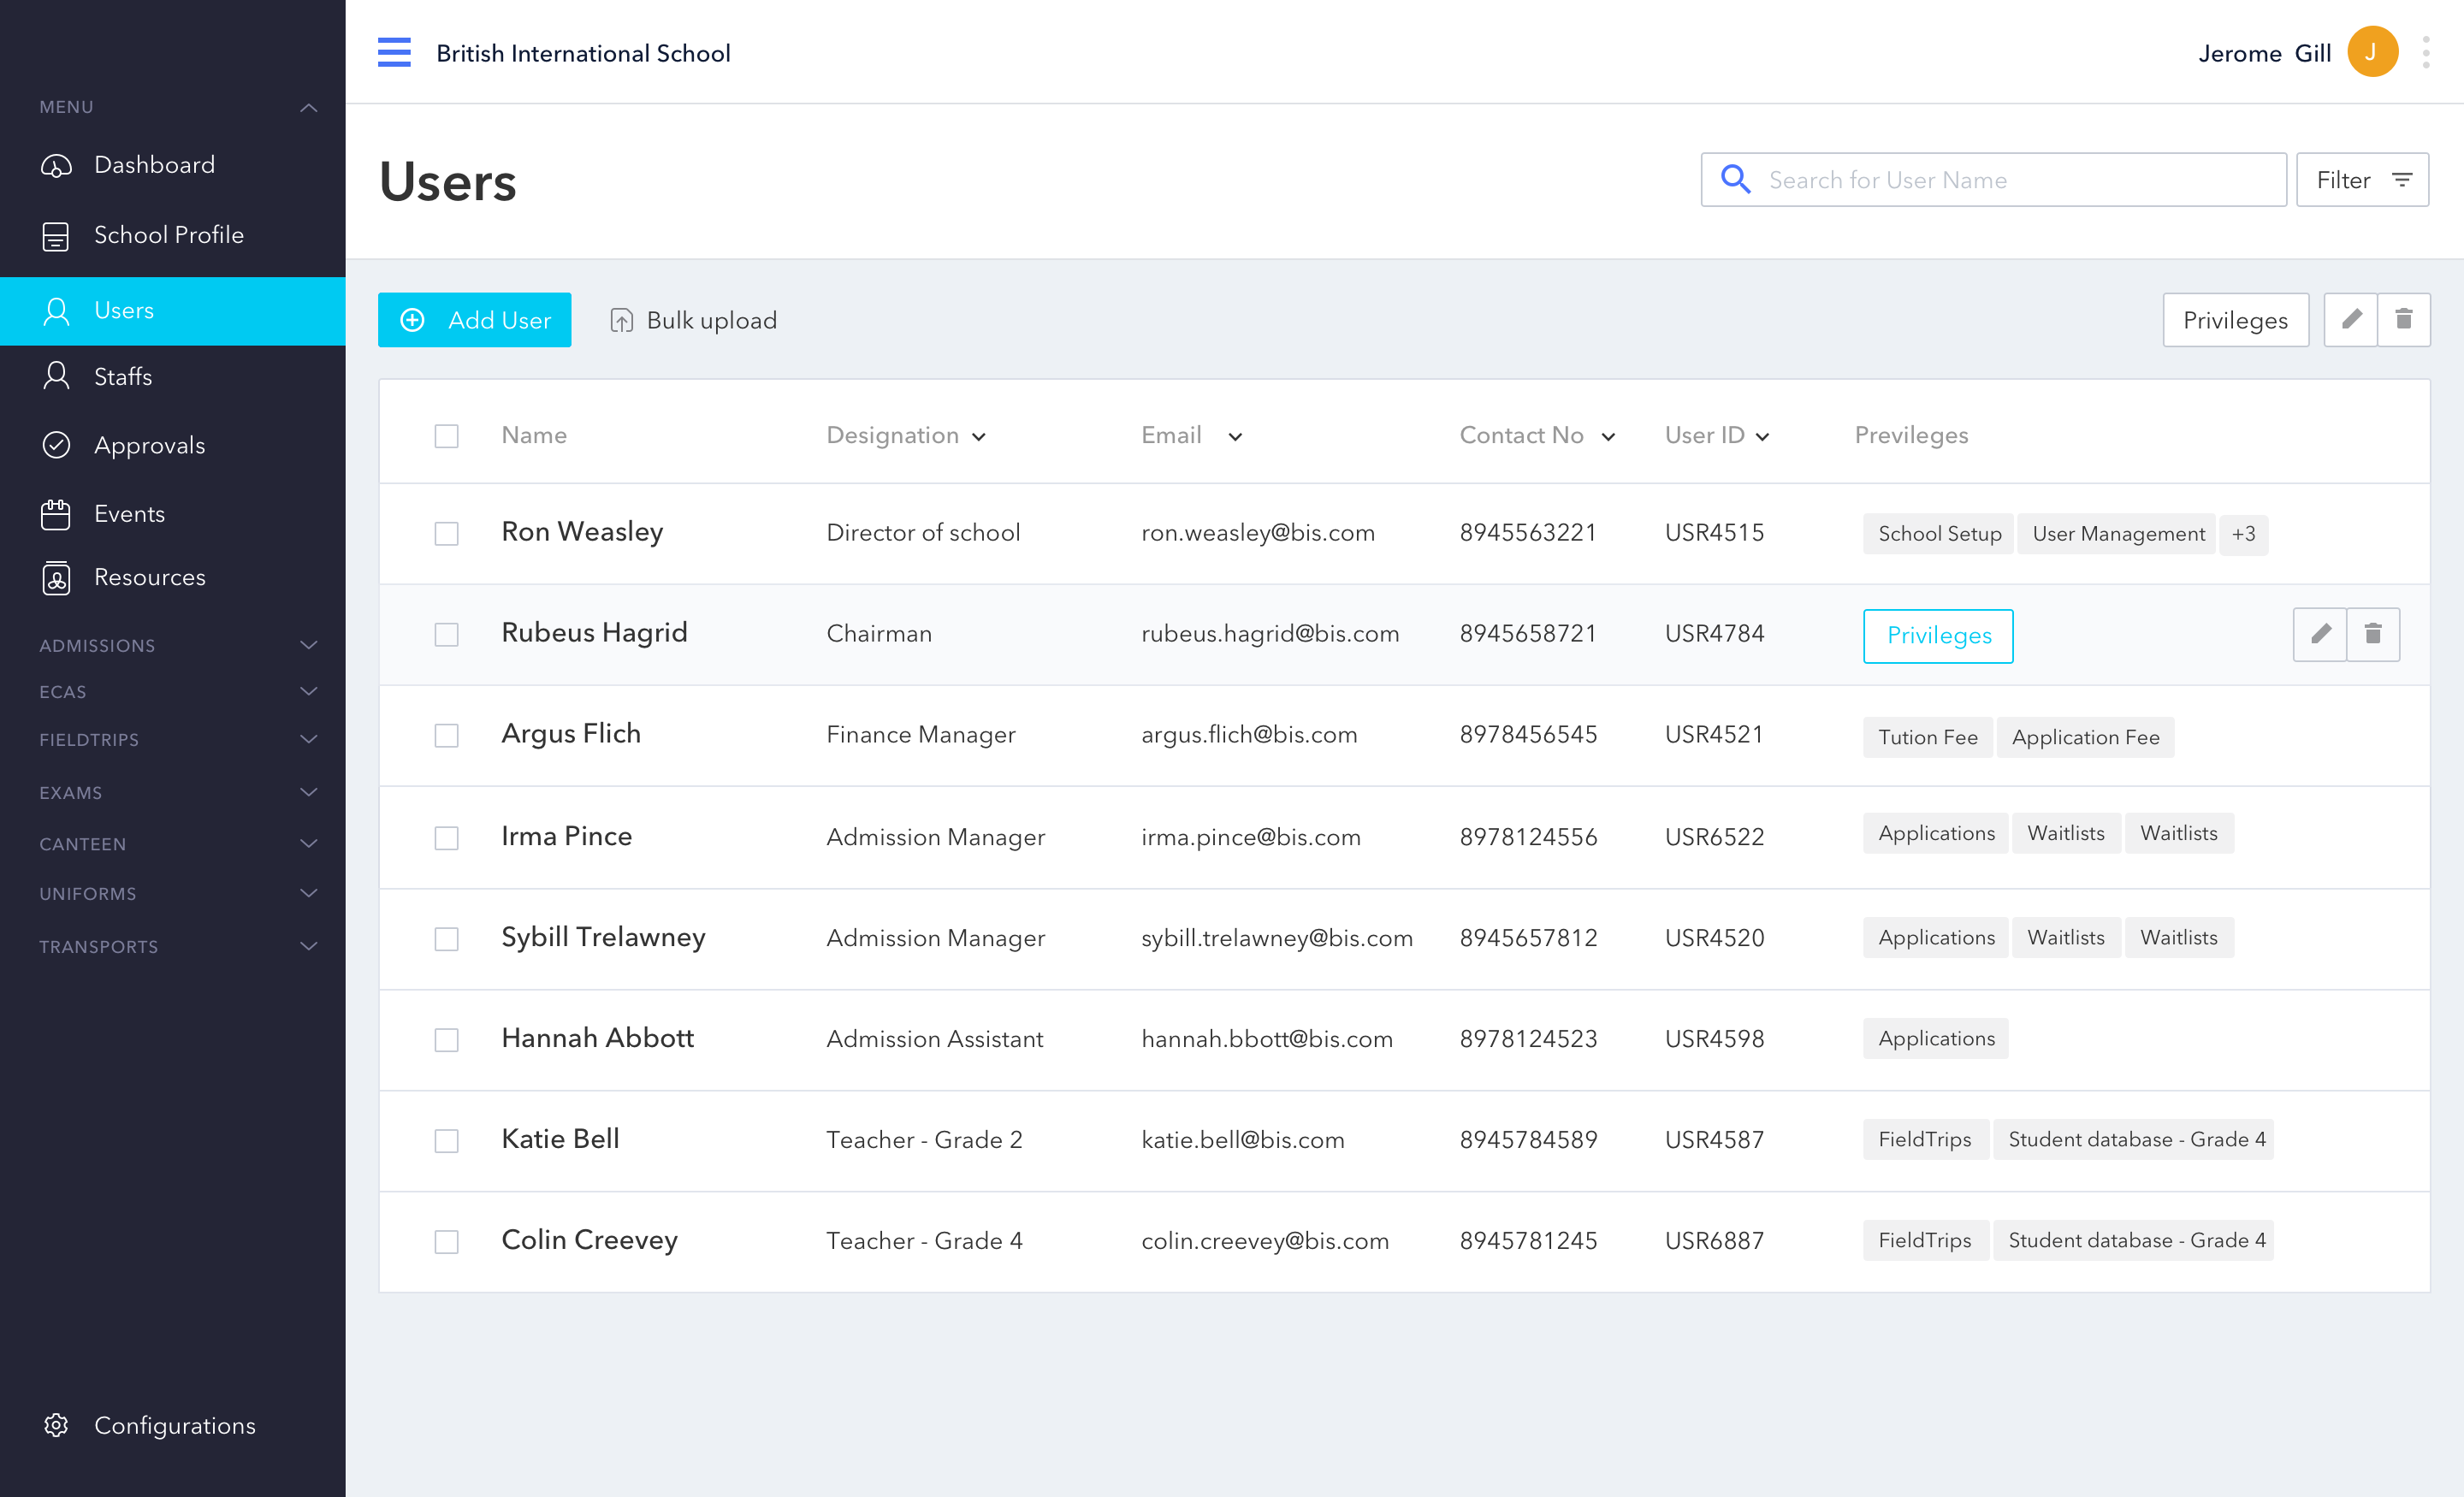 British International School
Jerome Gill J
MENU
Dashboard
School Profile
Users
Staffs
Approvals
Events
Resources
ADMISSIONS
ECAS
FIELDTRIPS
EXAMS
CANTEEN
UNIFORMS
TRANSPORTS
Configurations
Users
Search for User Name
Filter
Add User
Bulk upload
Privileges
Name Designation Email Contact No User ID Previleges
Ron Weasley Director of school ron.weasley@bis.com 8945563221 USR4515 School Setup User Management +3
Rubeus Hagrid Chairman rubeus.hagrid@bis.com 8945658721 USR4784 Privileges
Argus Flich Finance Manager argus.flich@bis.com 8978456545 USR4521 Tution Fee Application Fee
Irma Pince Admission Manager irma.pince@bis.com 8978124556 USR6522 Applications Waitlists Waitlists
Sybill Trelawney Admission Manager sybill.trelawney@bis.com 8945657812 USR4520 Applications Waitlists Waitlists
Hannah Abbott Admission Assistant hannah.bbott@bis.com 8978124523 USR4598 Applications
Katie Bell Teacher - Grade 2 katie.bell@bis.com 8945784589 USR4587 FieldTrips Student database - Grade 4
Colin Creevey Teacher - Grade 4 colin.creevey@bis.com 8945781245 USR6887 FieldTrips Student database - Grade 4